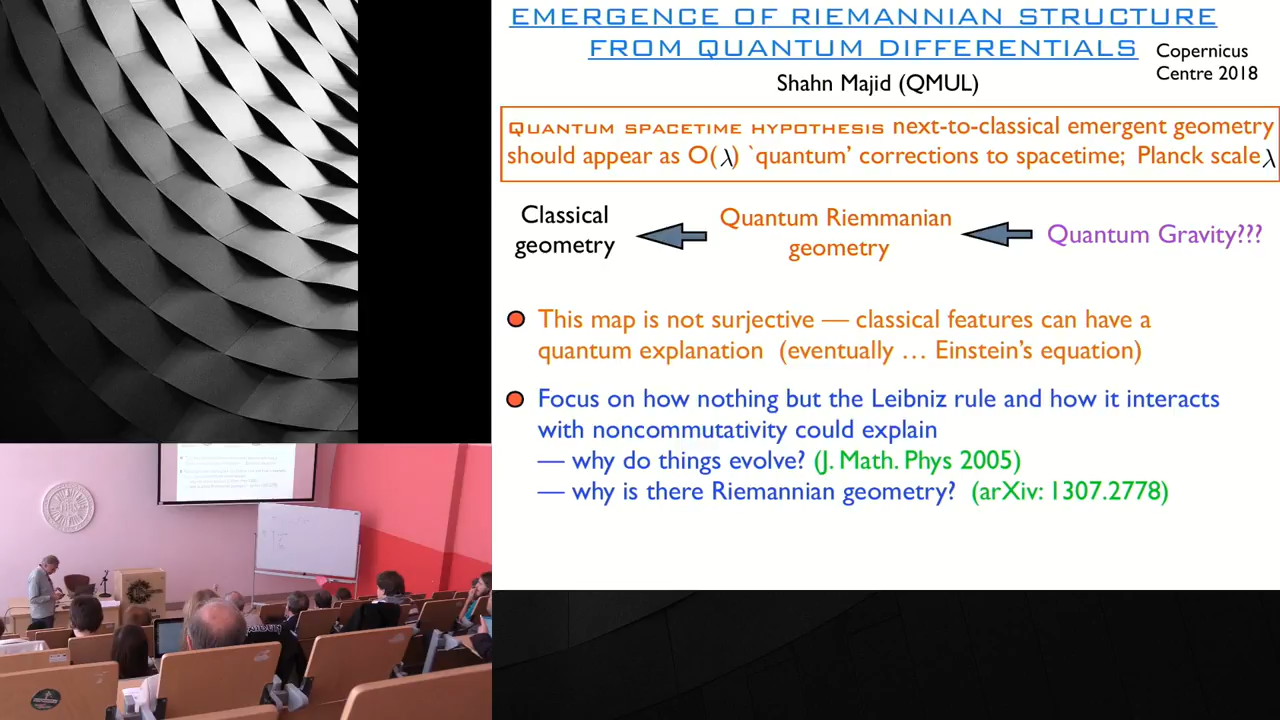 EMERGENCE OF RIEMANNIAN STRUCTURE
FROM QUANTUM DIFFERENTIALS
Copernicus
Centre 2018
Shahn Majid (QMUL)
QUANTUM SPACETIME HYPOTHESIS next-to-classical emergent geometry
should appear as O(λ) `quantum' corrections to spacetime; Planck scale λ
Classical
geometry
Quantum Riemmanian
geometry
Quantum Gravity???
This map is not surjective — classical features can have a
quantum explanation (eventually … Einstein's equation)
Focus on how nothing but the Leibniz rule and how it interacts
with noncommutativity could explain
— why do things evolve? (J. Math. Phys 2005)
— why is there Riemannian geometry? (arXiv: 1307.2778)